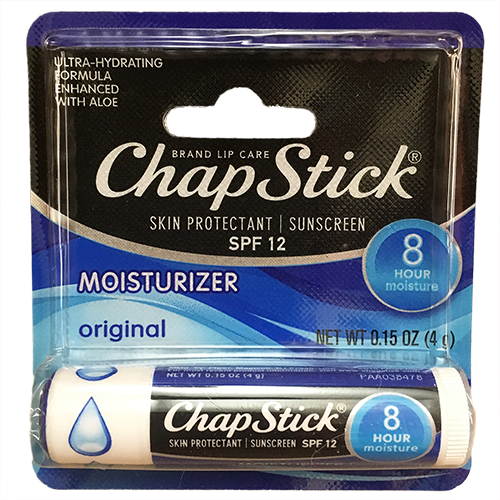 ULTRA-HYDRATING
FORMULA
ENHANCED
WITH ALOE
BRAND LIP CARE
ChapStick®
SKIN PROTECTANT | SUNSCREEN
SPF 12
8
HOUR
moisture
MOISTURIZER
original
NET WT 0.15 OZ (4 g)
NET WT 0.15 OZ (4 g)
PAA038476
ChapStick®
SKIN PROTECTANT | SUNSCREEN SPF 12
8
HOUR
moisture